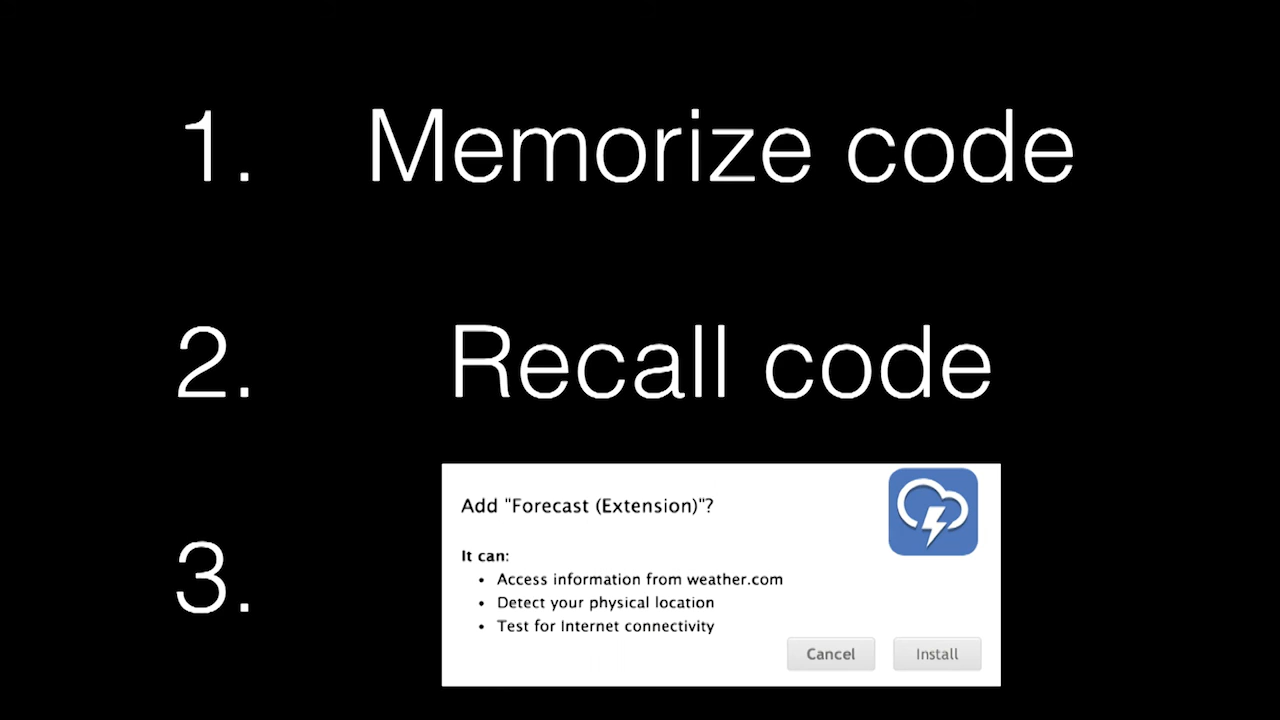 1. Memorize code
2. Recall code
3.
Add "Forecast (Extension)"?
It can:
• Access information from weather.com
• Detect your physical location
• Test for Internet connectivity
Cancel Install